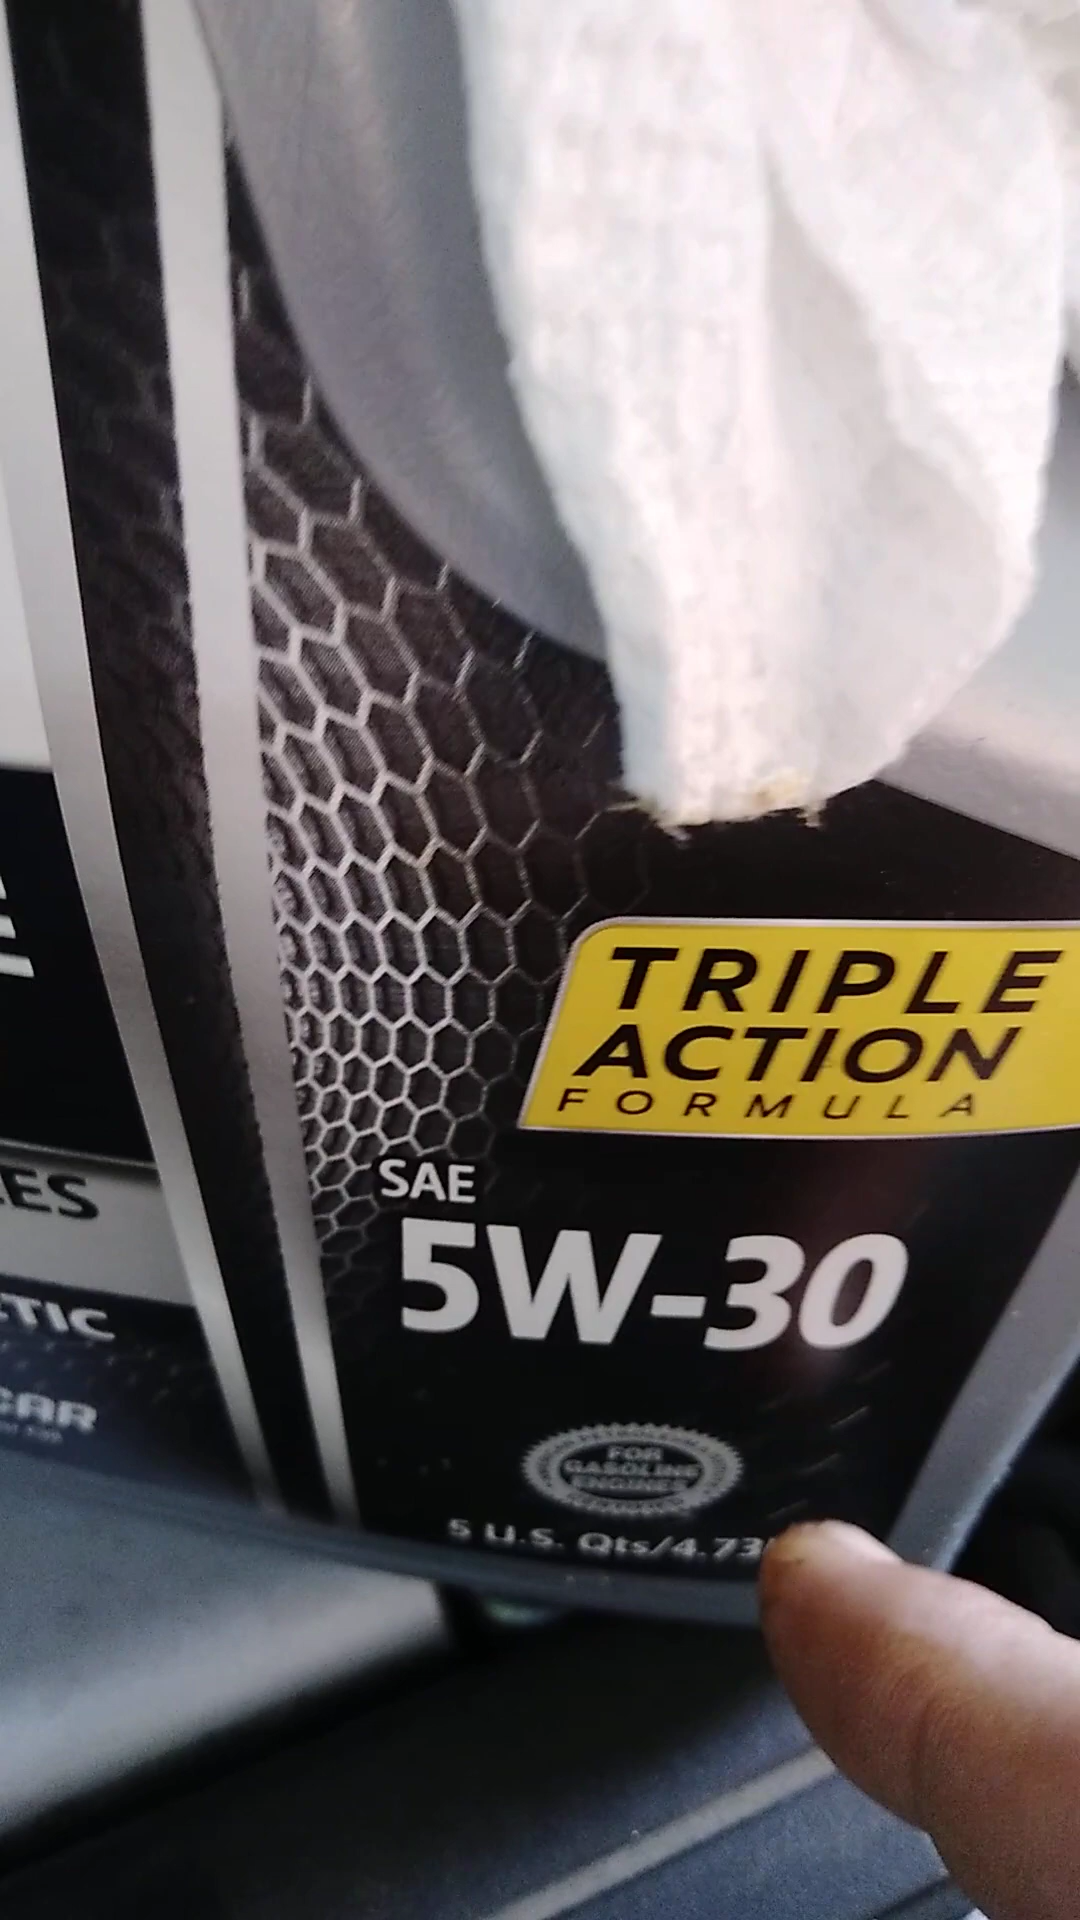 TRIPLE
ACTION
FORMULA
SAE
5W-30
FOR
GASOLINE
ENGINES
5 U.S. Qts/4.73